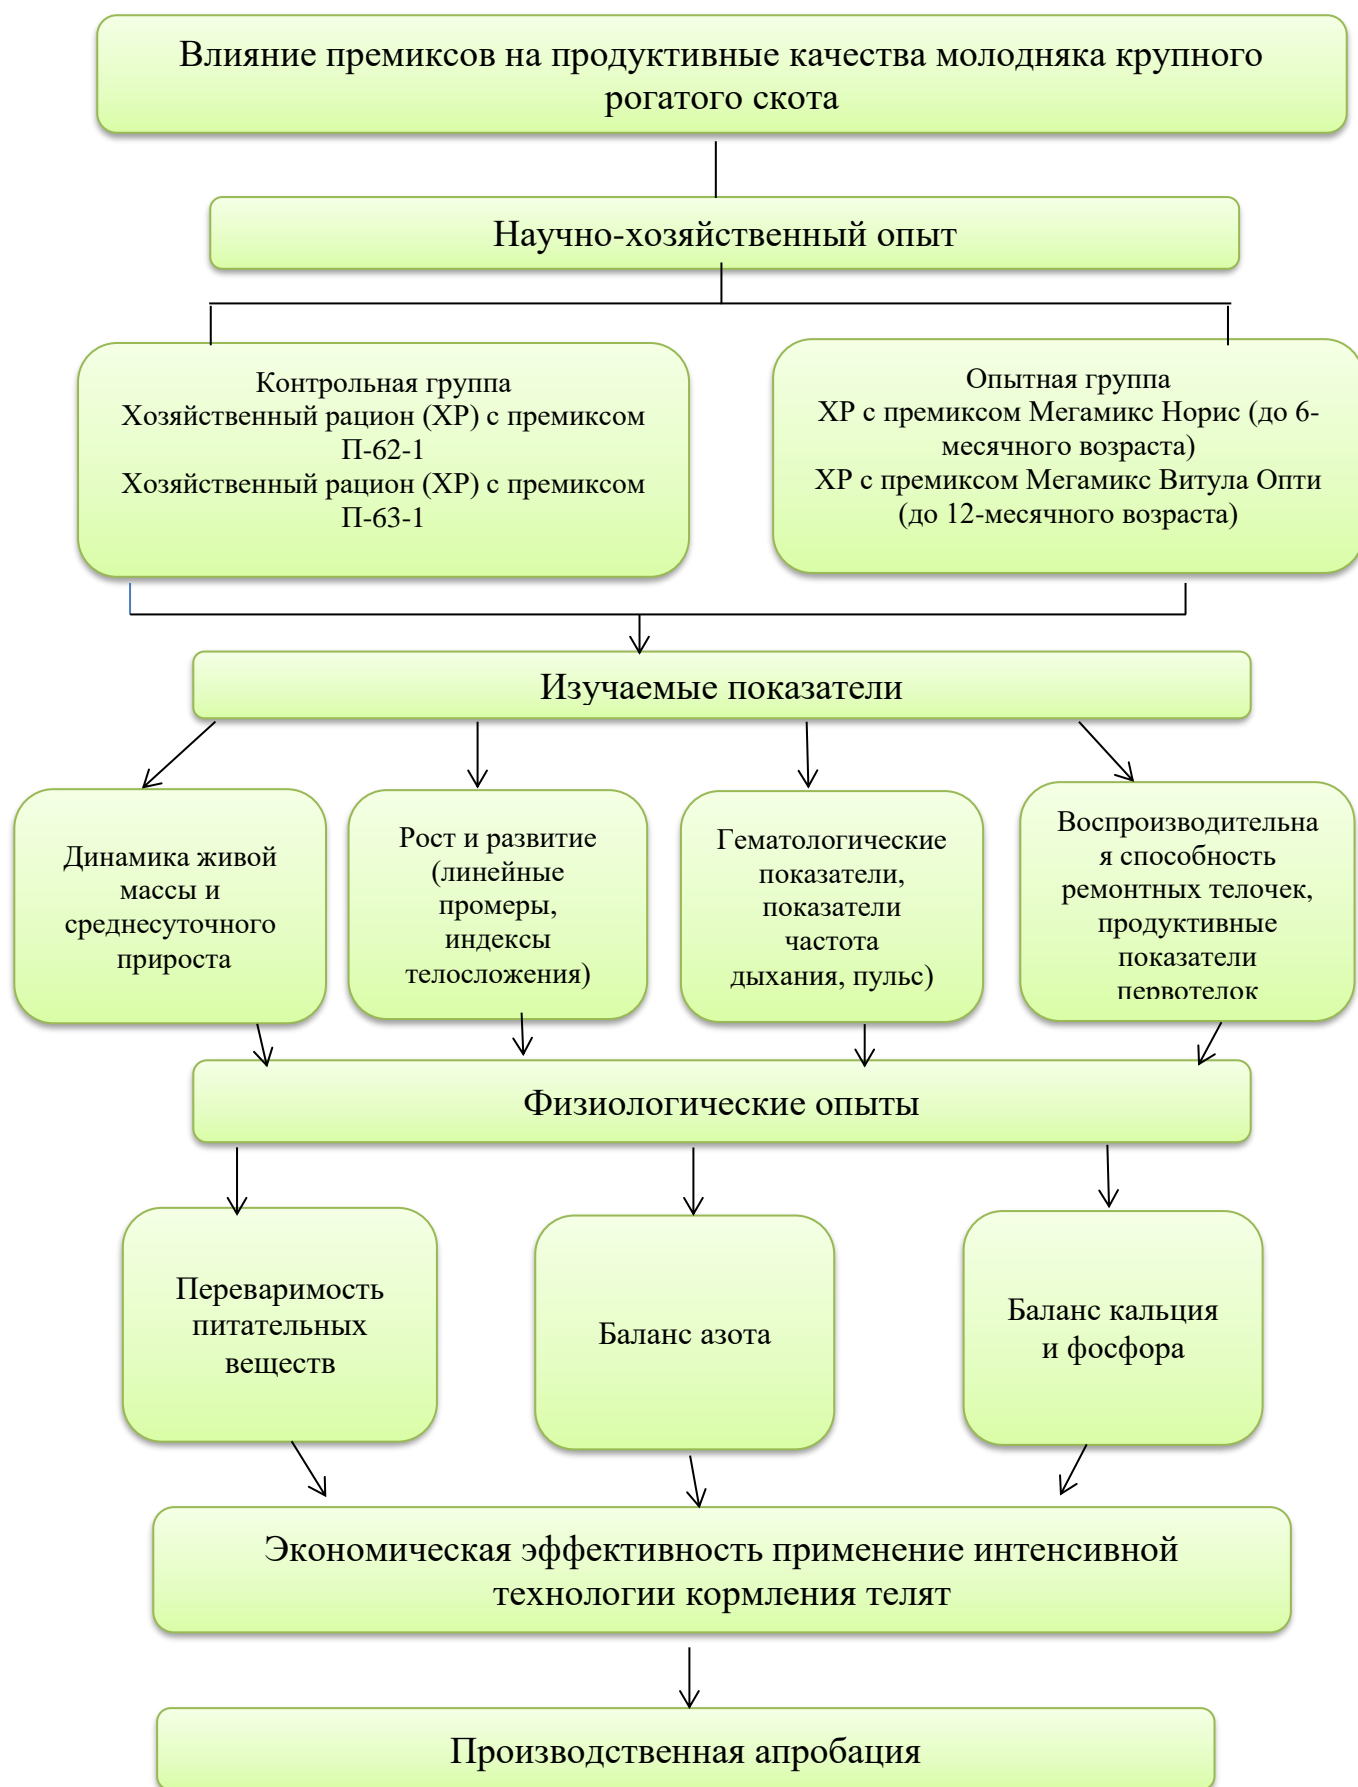 Влияние премиксов на продуктивные качества молодняка крупного
рогатого скота
Научно-хозяйственный опыт
Контрольная группа
Хозяйственный рацион (ХР) с премиксом
П-62-1
Хозяйственный рацион (ХР) с премиксом
П-63-1
Опытная группа
ХР с премиксом Мегамикс Норис (до 6-
месячного возраста)
ХР с премиксом Мегамикс Витула Опти
(до 12-месячного возраста)
Изучаемые показатели
Динамика живой
массы и
среднесуточного
прироста
Рост и развитие
(линейные
промеры,
индексы
телосложения)
Гематологические
показатели,
показатели
частота
дыхания, пульс)
Воспроизводительна
я способность
ремонтных телочек,
продуктивные
показатели
первотелок
Физиологические опыты
Переваримость
питательных
веществ
Баланс азота
Баланс кальция
и фосфора
Экономическая эффективность применение интенсивной
технологии кормления телят
Производственная апробация